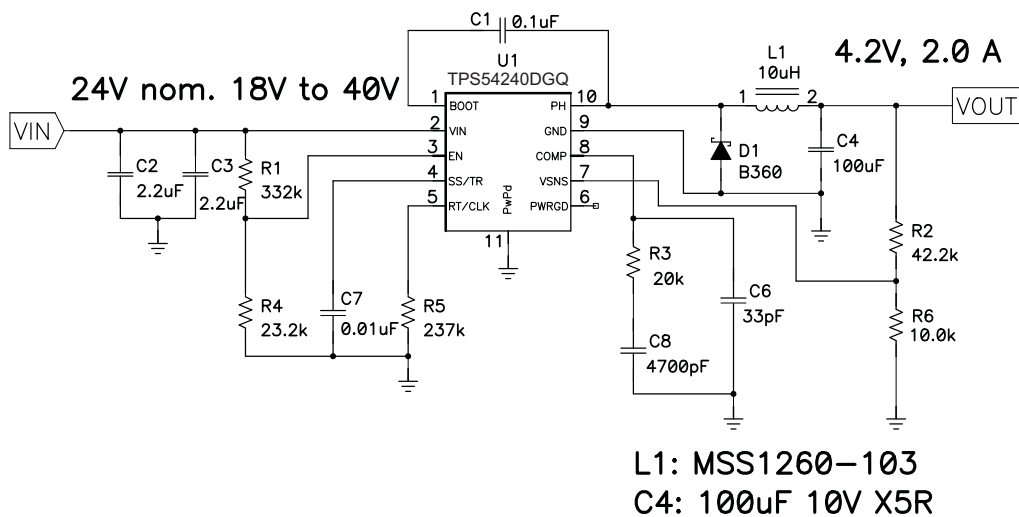 C1
0.1uF
U1
TPS54240DGQ
L1
10uH
4.2V, 2.0 A
24V nom. 18V to 40V
VIN
VOUT
1 BOOT
2 VIN
3 EN
4 SS/TR
5 RT/CLK
PH 10
GND 9
COMP 8
VSNS 7
PWRGD 6
PwPd
11
1 2
C2
2.2uF
C3
2.2uF
R1
332k
D1
B360
C4
100uF
R2
42.2k
R3
20k
R4
23.2k
C7
0.01uF
R5
237k
C6
33pF
R6
10.0k
C8
4700pF
L1: MSS1260-103
C4: 100uF 10V X5R